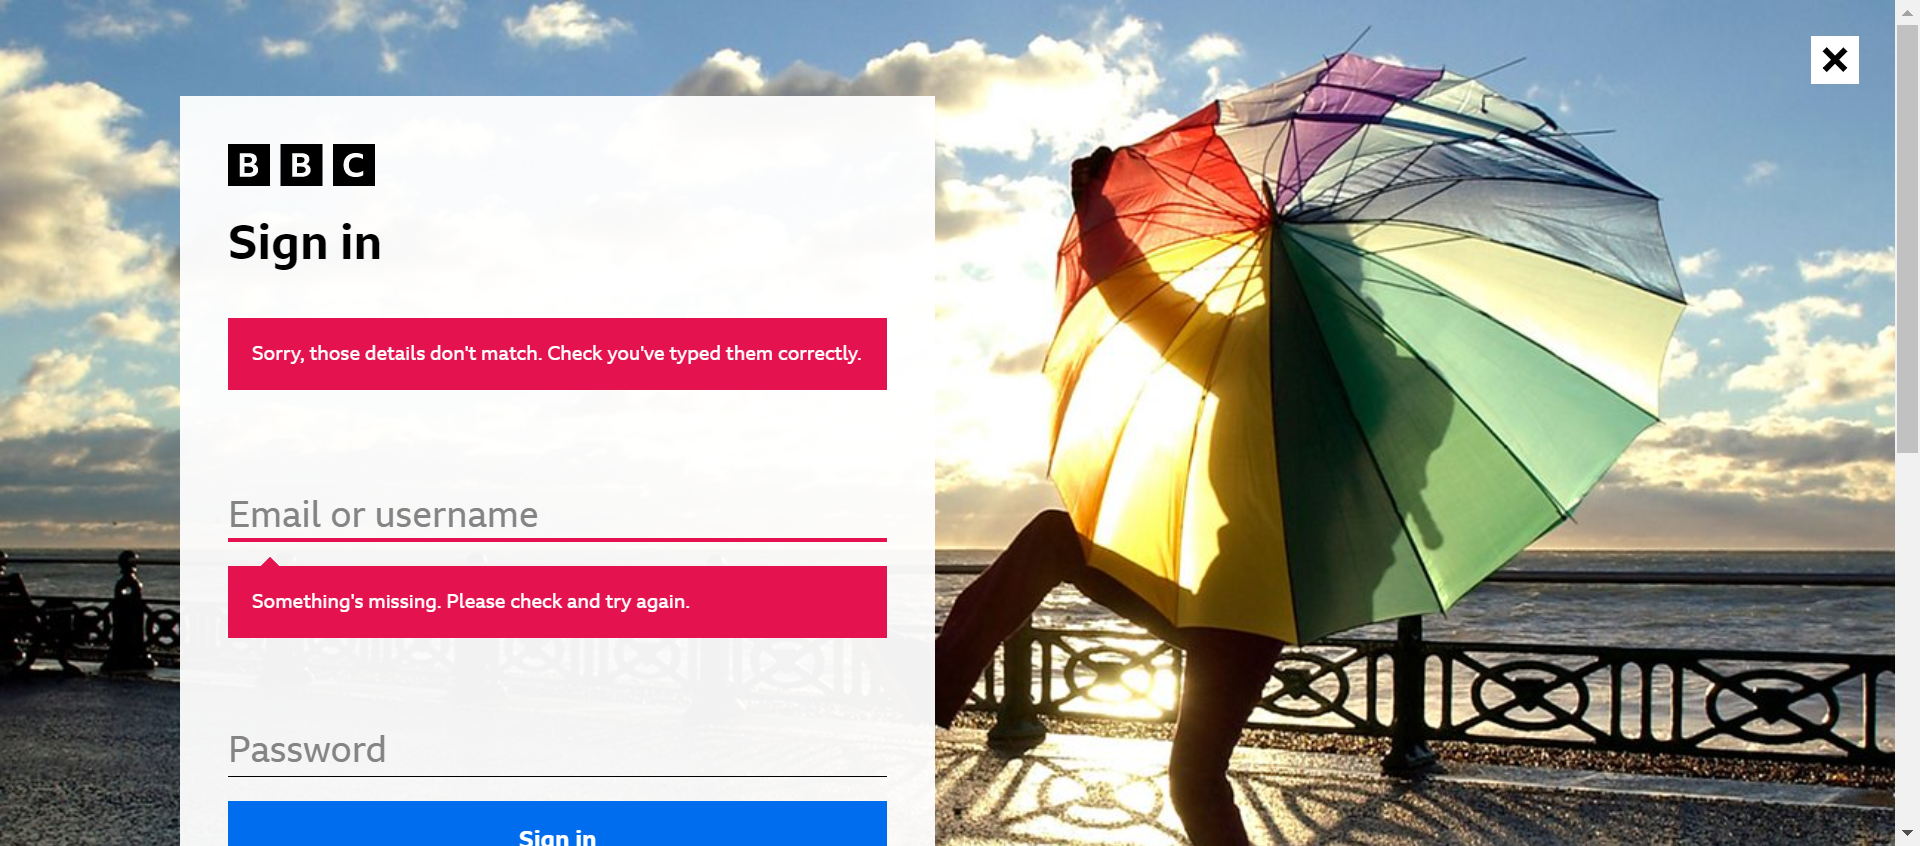 BBC
Sign in
Sorry, those details don't match. Check you've typed them correctly.
Email or username
Something's missing. Please check and try again.
Password
Sign in